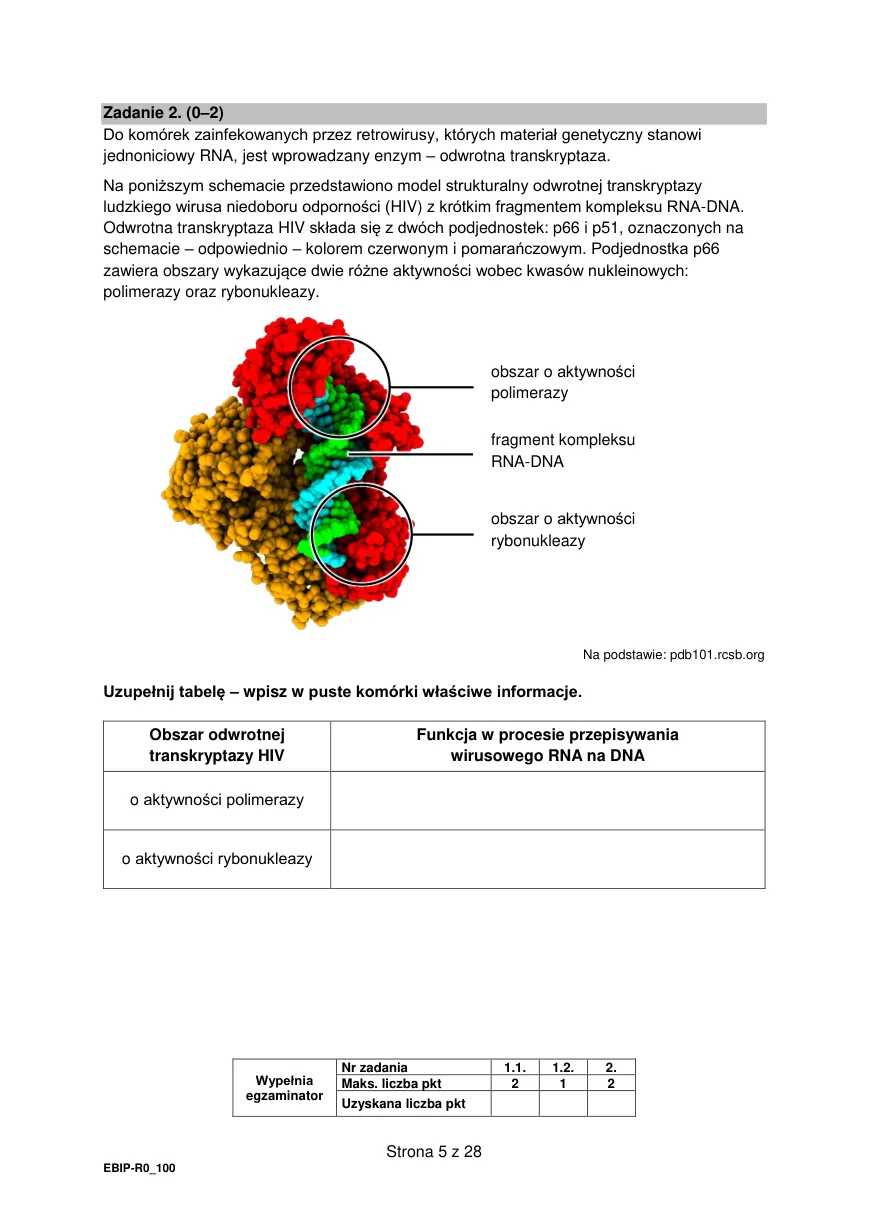 Zadanie 2. (0–2)
Do komórek zainfekowanych przez retrowirusy, których materiał genetyczny stanowi
jednoniciowy RNA, jest wprowadzany enzym – odwrotna transkryptaza.
Na poniższym schemacie przedstawiono model strukturalny odwrotnej transkryptazy
ludzkiego wirusa niedoboru odporności (HIV) z krótkim fragmentem kompleksu RNA-DNA.
Odwrotna transkryptaza HIV składa się z dwóch podjednostek: p66 i p51, oznaczonych na
schemacie – odpowiednio – kolorem czerwonym i pomarańczowym. Podjednostka p66
zawiera obszary wykazujące dwie różne aktywności wobec kwasów nukleinowych:
polimerazy oraz rybonukleazy.
obszar o aktywności
polimerazy
fragment kompleksu
RNA-DNA
obszar o aktywności
rybonukleazy
Na podstawie: pdb101.rcsb.org
Uzupełnij tabelę – wpisz w puste komórki właściwe informacje.
Obszar odwrotnej
transkryptazy HIV
Funkcja w procesie przepisywania
wirusowego RNA na DNA
o aktywności polimerazy
o aktywności rybonukleazy
Wypełnia
egzaminator
Nr zadania 1.1. 1.2. 2.
Maks. liczba pkt 2 1 2
Uzyskana liczba pkt
Strona 5 z 28
EBIP-R0_100